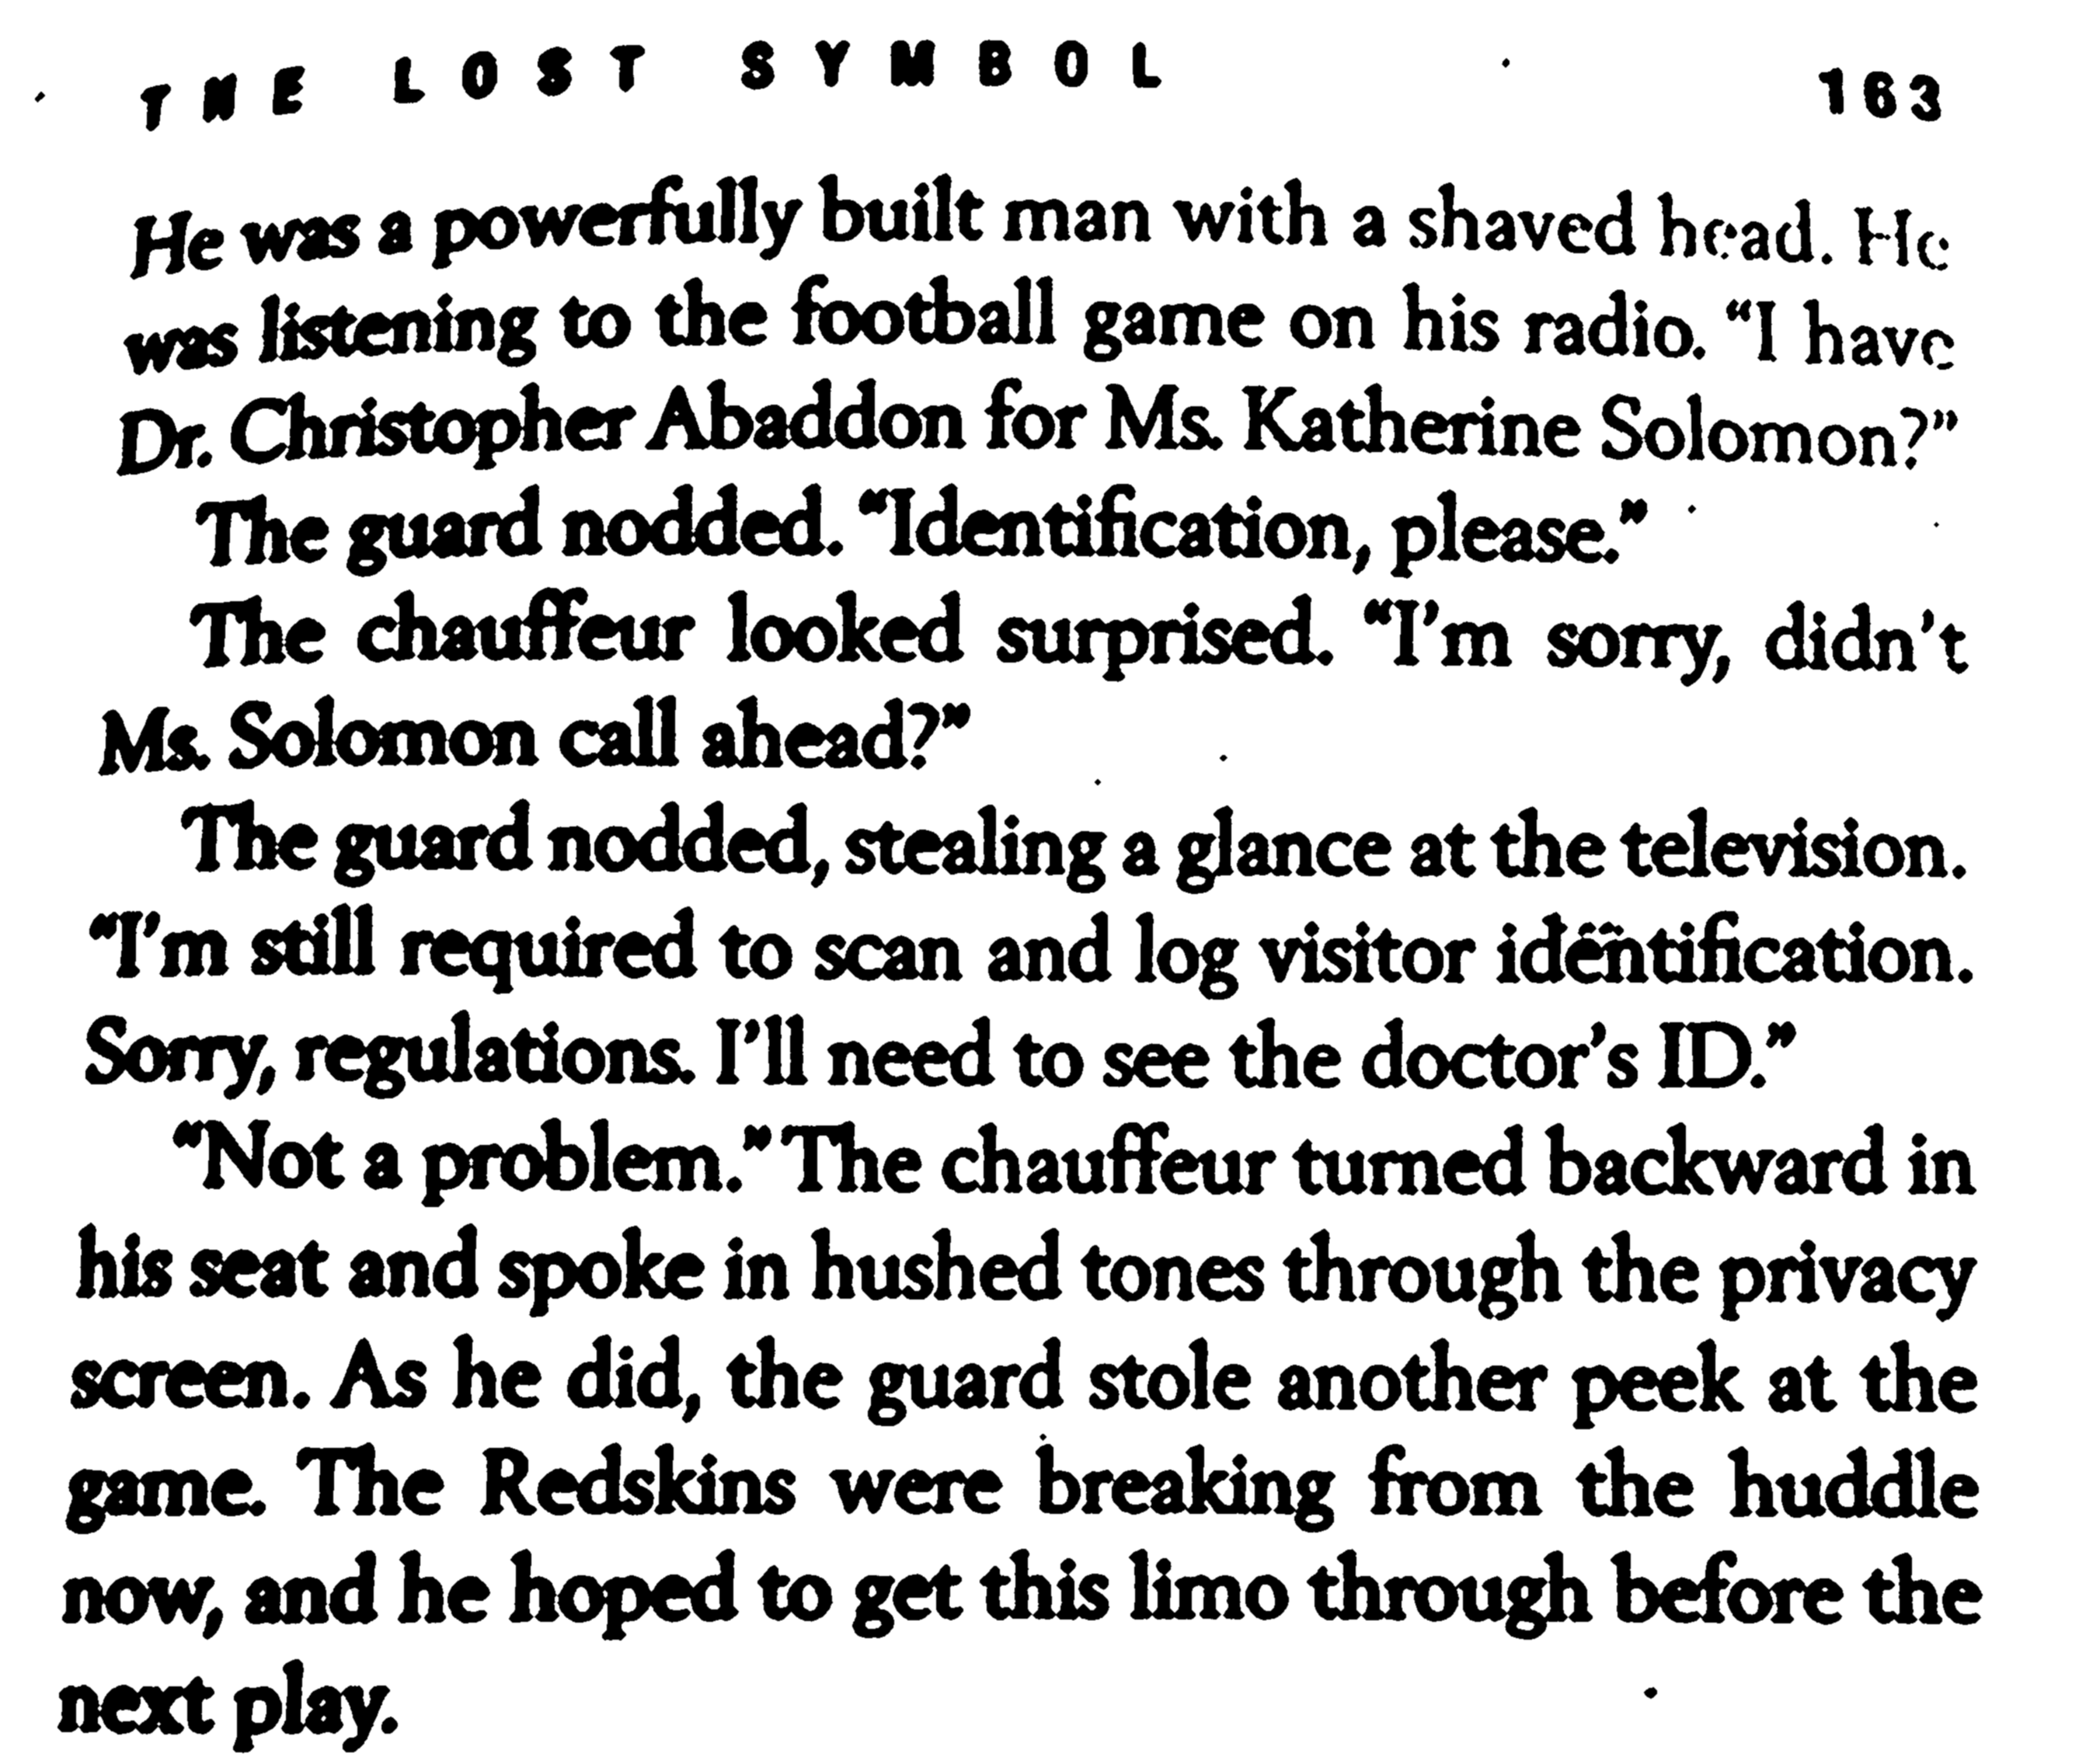 THE LOST SYMBOL 163
He was a powerfully built man with a shaved head. He
was listening to the football game on his radio. “I have
Dr. Christopher Abaddon for Ms. Katherine Solomon?”
The guard nodded. “Identification, please.”
The chauffeur looked surprised. “I’m sorry, didn’t
Ms. Solomon call ahead?”
The guard nodded, stealing a glance at the television.
“I’m still required to scan and log visitor identification.
Sorry, regulations. I’ll need to see the doctor’s ID.”
“Not a problem.” The chauffeur turned backward in
his seat and spoke in hushed tones through the privacy
screen. As he did, the guard stole another peek at the
game. The Redskins were breaking from the huddle
now, and he hoped to get this limo through before the
next play.